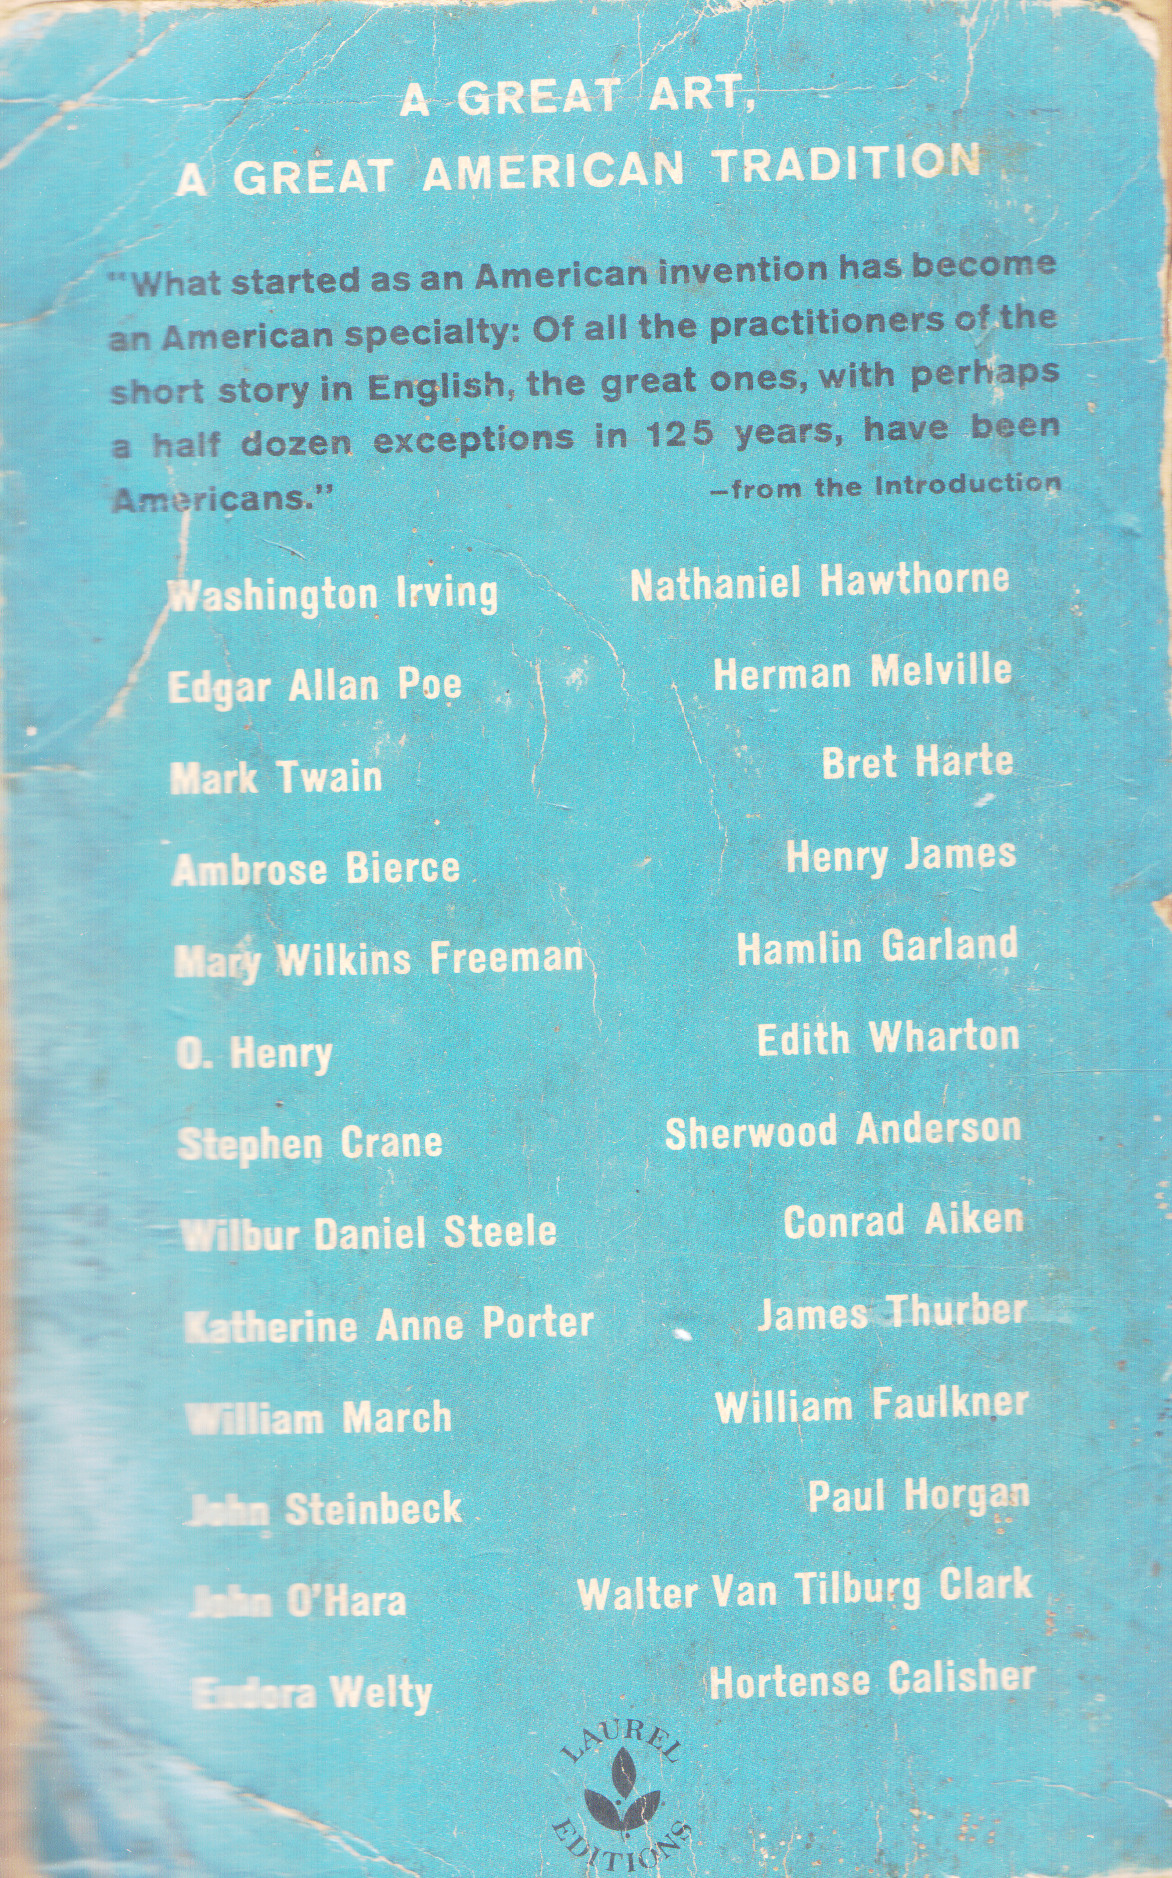 A GREAT ART,
A GREAT AMERICAN TRADITION
"What started as an American invention has become
an American specialty: Of all the practitioners of the
short story in English, the great ones, with perhaps
a half dozen exceptions in 125 years, have been
Americans."
—from the Introduction
Washington Irving
Nathaniel Hawthorne
Edgar Allan Poe
Herman Melville
Mark Twain
Bret Harte
Ambrose Bierce
Henry James
Mary Wilkins Freeman
Hamlin Garland
O. Henry
Edith Wharton
Stephen Crane
Sherwood Anderson
Wilbur Daniel Steele
Conrad Aiken
Katherine Anne Porter
James Thurber
William March
William Faulkner
John Steinbeck
Paul Horgan
John O'Hara
Walter Van Tilburg Clark
Eudora Welty
Hortense Calisher
LAUREL
EDITIONS